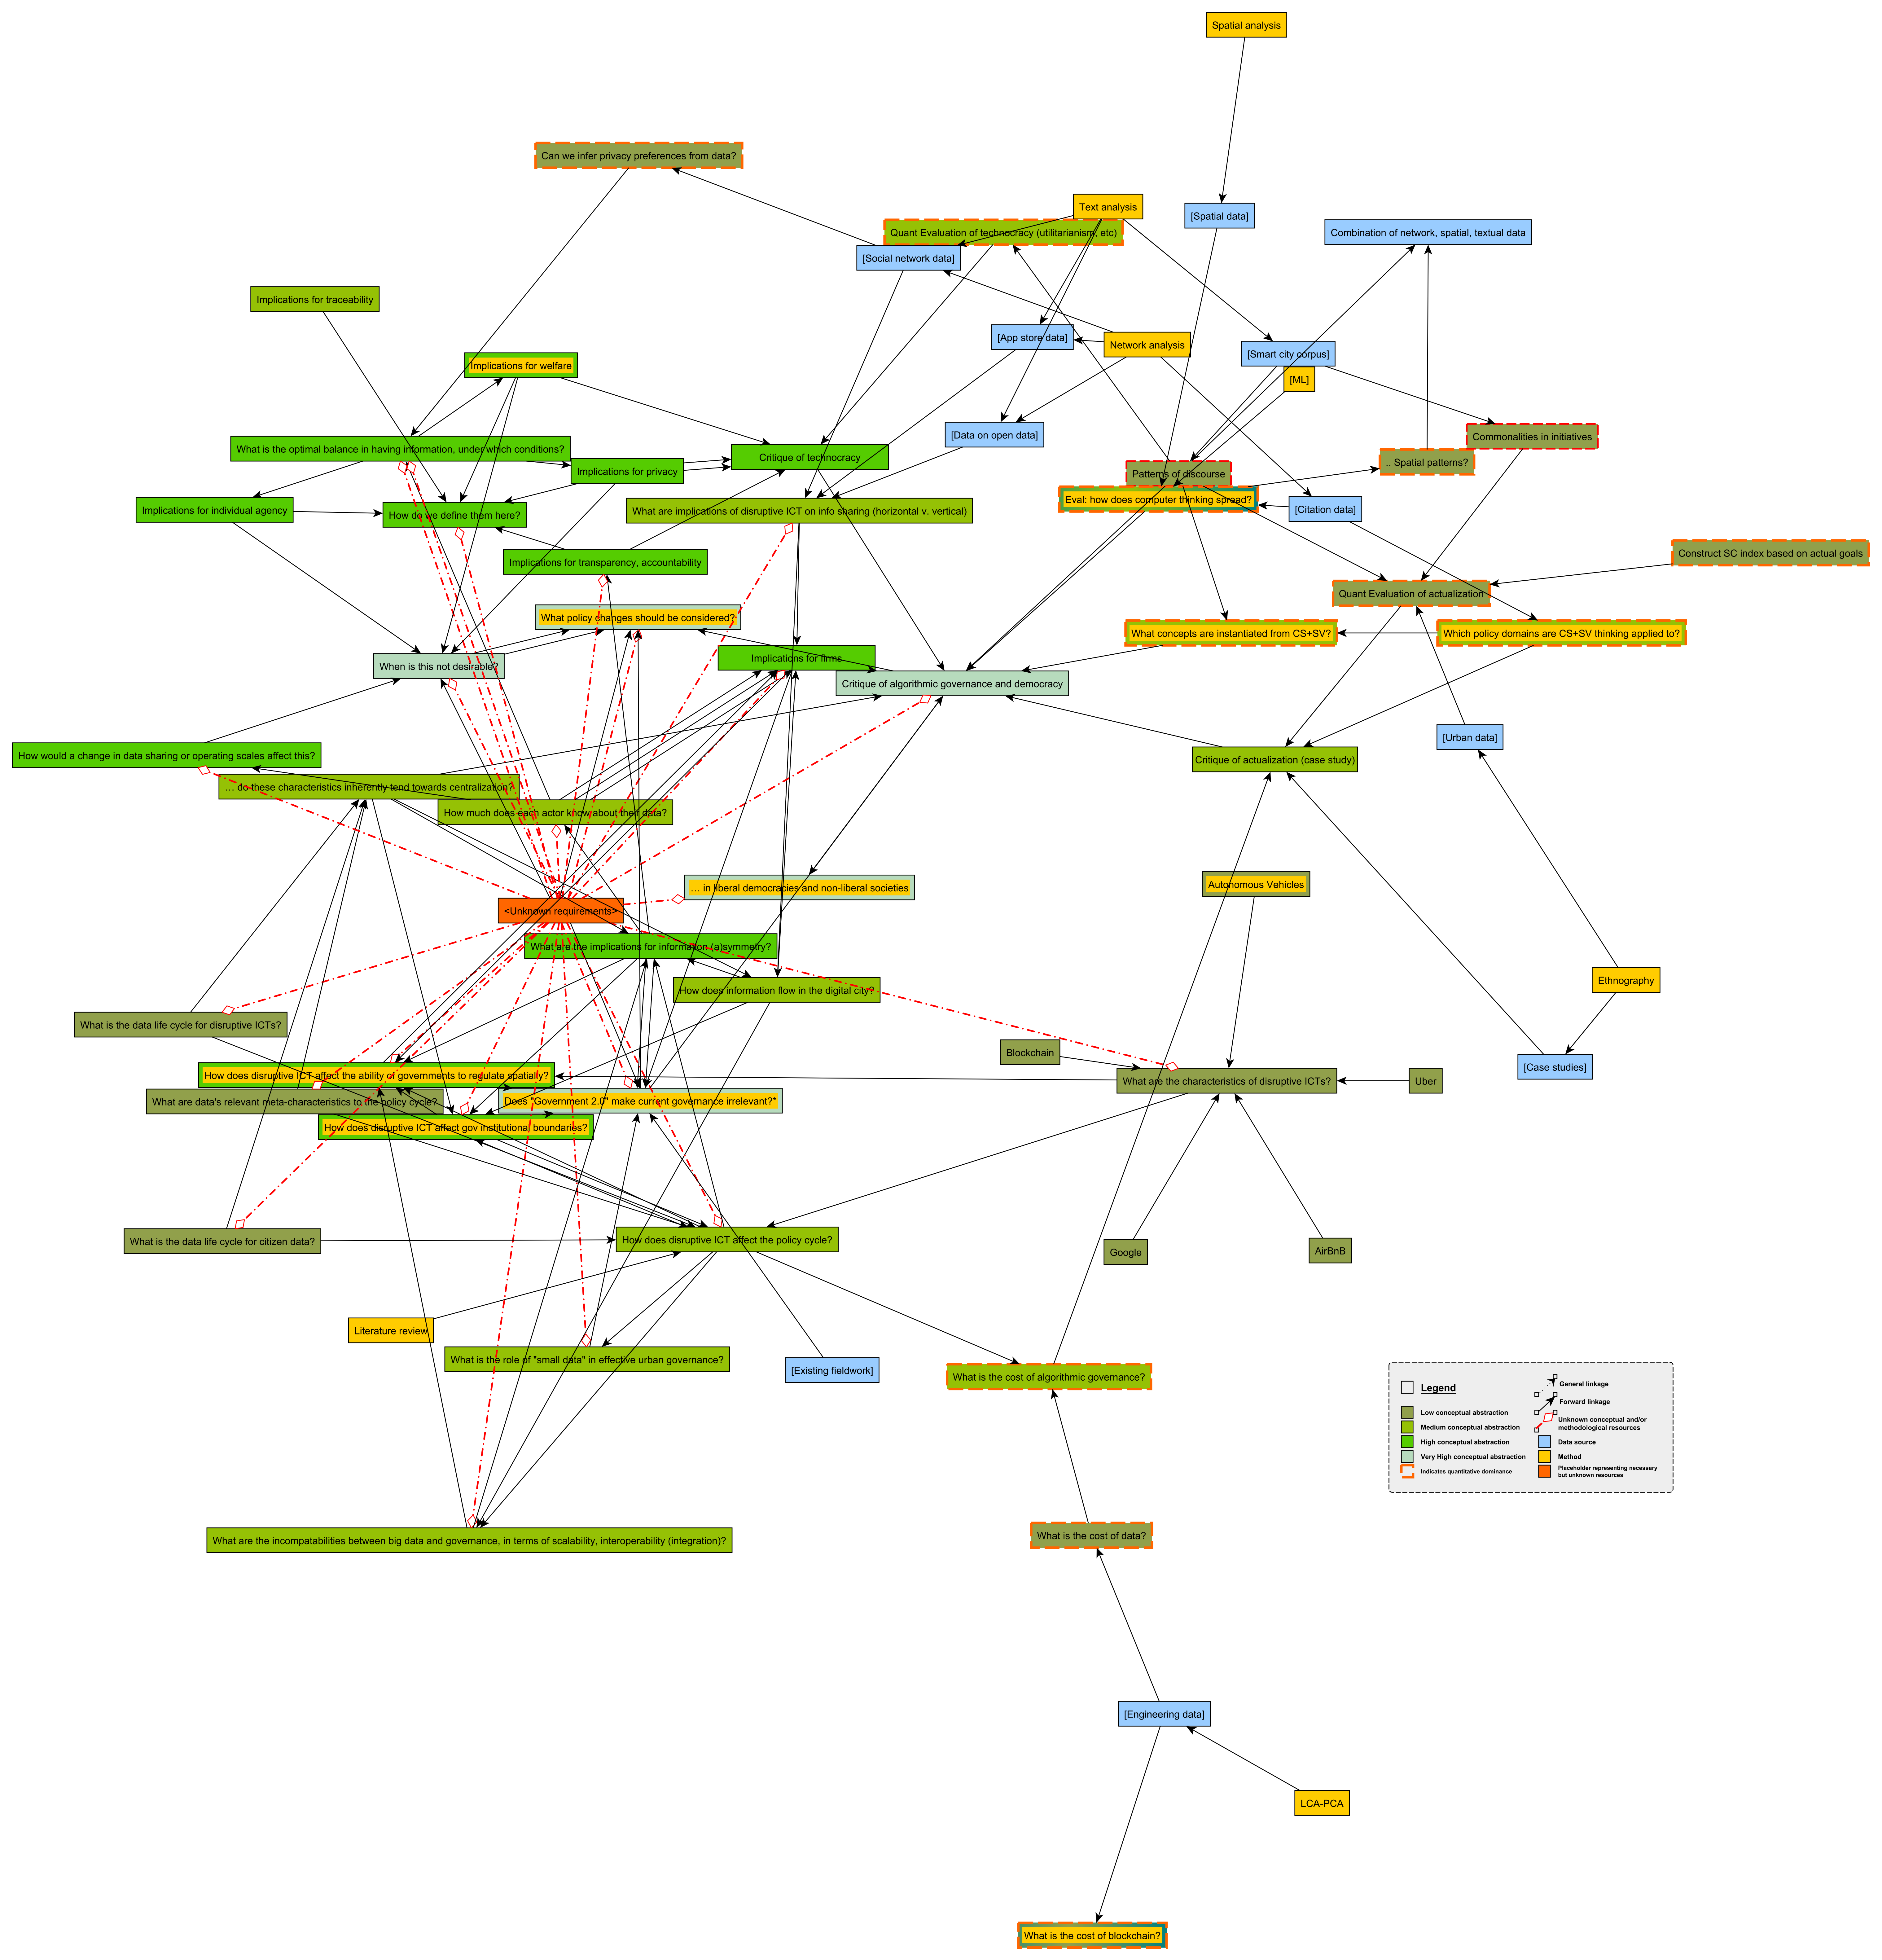 Spatial analysis
Can we infer privacy preferences from data?
Text analysis
[Spatial data]
Quant Evaluation of technocracy (utilitarianism, etc)
Combination of network, spatial, textual data
[Social network data]
Implications for traceability
[App store data]
Network analysis
[Smart city corpus]
Implications for welfare
[ML]
[Data on open data]
Commonalities in initiatives
What is the optimal balance in having information, under which conditions?
Critique of technocracy
.. Spatial patterns?
Implications for privacy
Patterns of discourse
Eval: how does computer thinking spread?
Implications for individual agency
How do we define them here?
What are implications of disruptive ICT on info sharing (horizontal v. vertical)
[Citation data]
Construct SC index based on actual goals
Implications for transparency, accountability
Quant Evaluation of actualization
What policy changes should be considered?
What concepts are instantiated from CS+SV?
Which policy domains are CS+SV thinking applied to?
When is this not desirable?
Implications for firms
Critique of algorithmic governance and democracy
[Urban data]
How would a change in data sharing or operating scales affect this?
Critique of actualization (case study)
... do these characteristics inherently tend towards centralization?
How much does each actor know about their data?
... in liberal democracies and non-liberal societies
Autonomous Vehicles
<Unknown requirements>
What are the implications for information (a)symmetry?
Ethnography
How does information flow in the digital city?
What is the data life cycle for disruptive ICTs?
Blockchain
[Case studies]
How does disruptive ICT affect the ability of governments to regulate spatially?
What are the characteristics of disruptive ICTs?
Uber
What are data's relevant meta-characteristics to the policy cycle?
Does "Government 2.0" make current governance irrelevant?*
How does disruptive ICT affect gov institutional boundaries?
What is the data life cycle for citizen data?
How does disruptive ICT affect the policy cycle?
Google
AirBnB
Literature review
What is the role of "small data" in effective urban governance?
[Existing fieldwork]
What is the cost of algorithmic governance?
Legend
General linkage
Forward linkage
Low conceptual abstraction
Unknown conceptual and/or
methodological resources
Medium conceptual abstraction
High conceptual abstraction
Data source
Very High conceptual abstraction
Method
Indicates quantitative dominance
Placeholder representing necessary
but unknown resources
What are the incompatabilities between big data and governance, in terms of scalability, interoperability (integration)?
What is the cost of data?
[Engineering data]
LCA-PCA
What is the cost of blockchain?